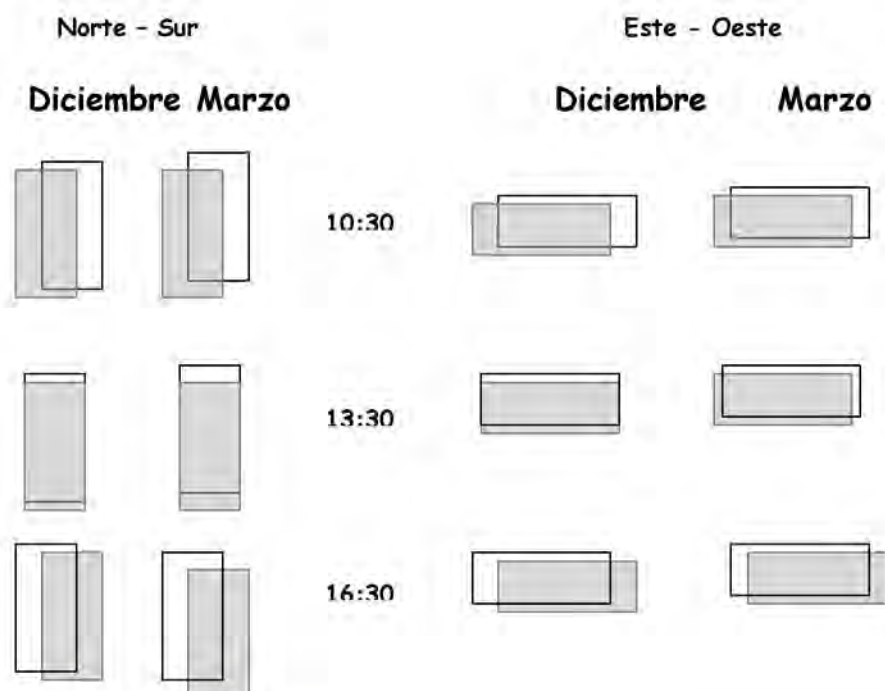 Norte - Sur
Este - Oeste
Diciembre Marzo
Diciembre Marzo
10:30
13:30
16:30